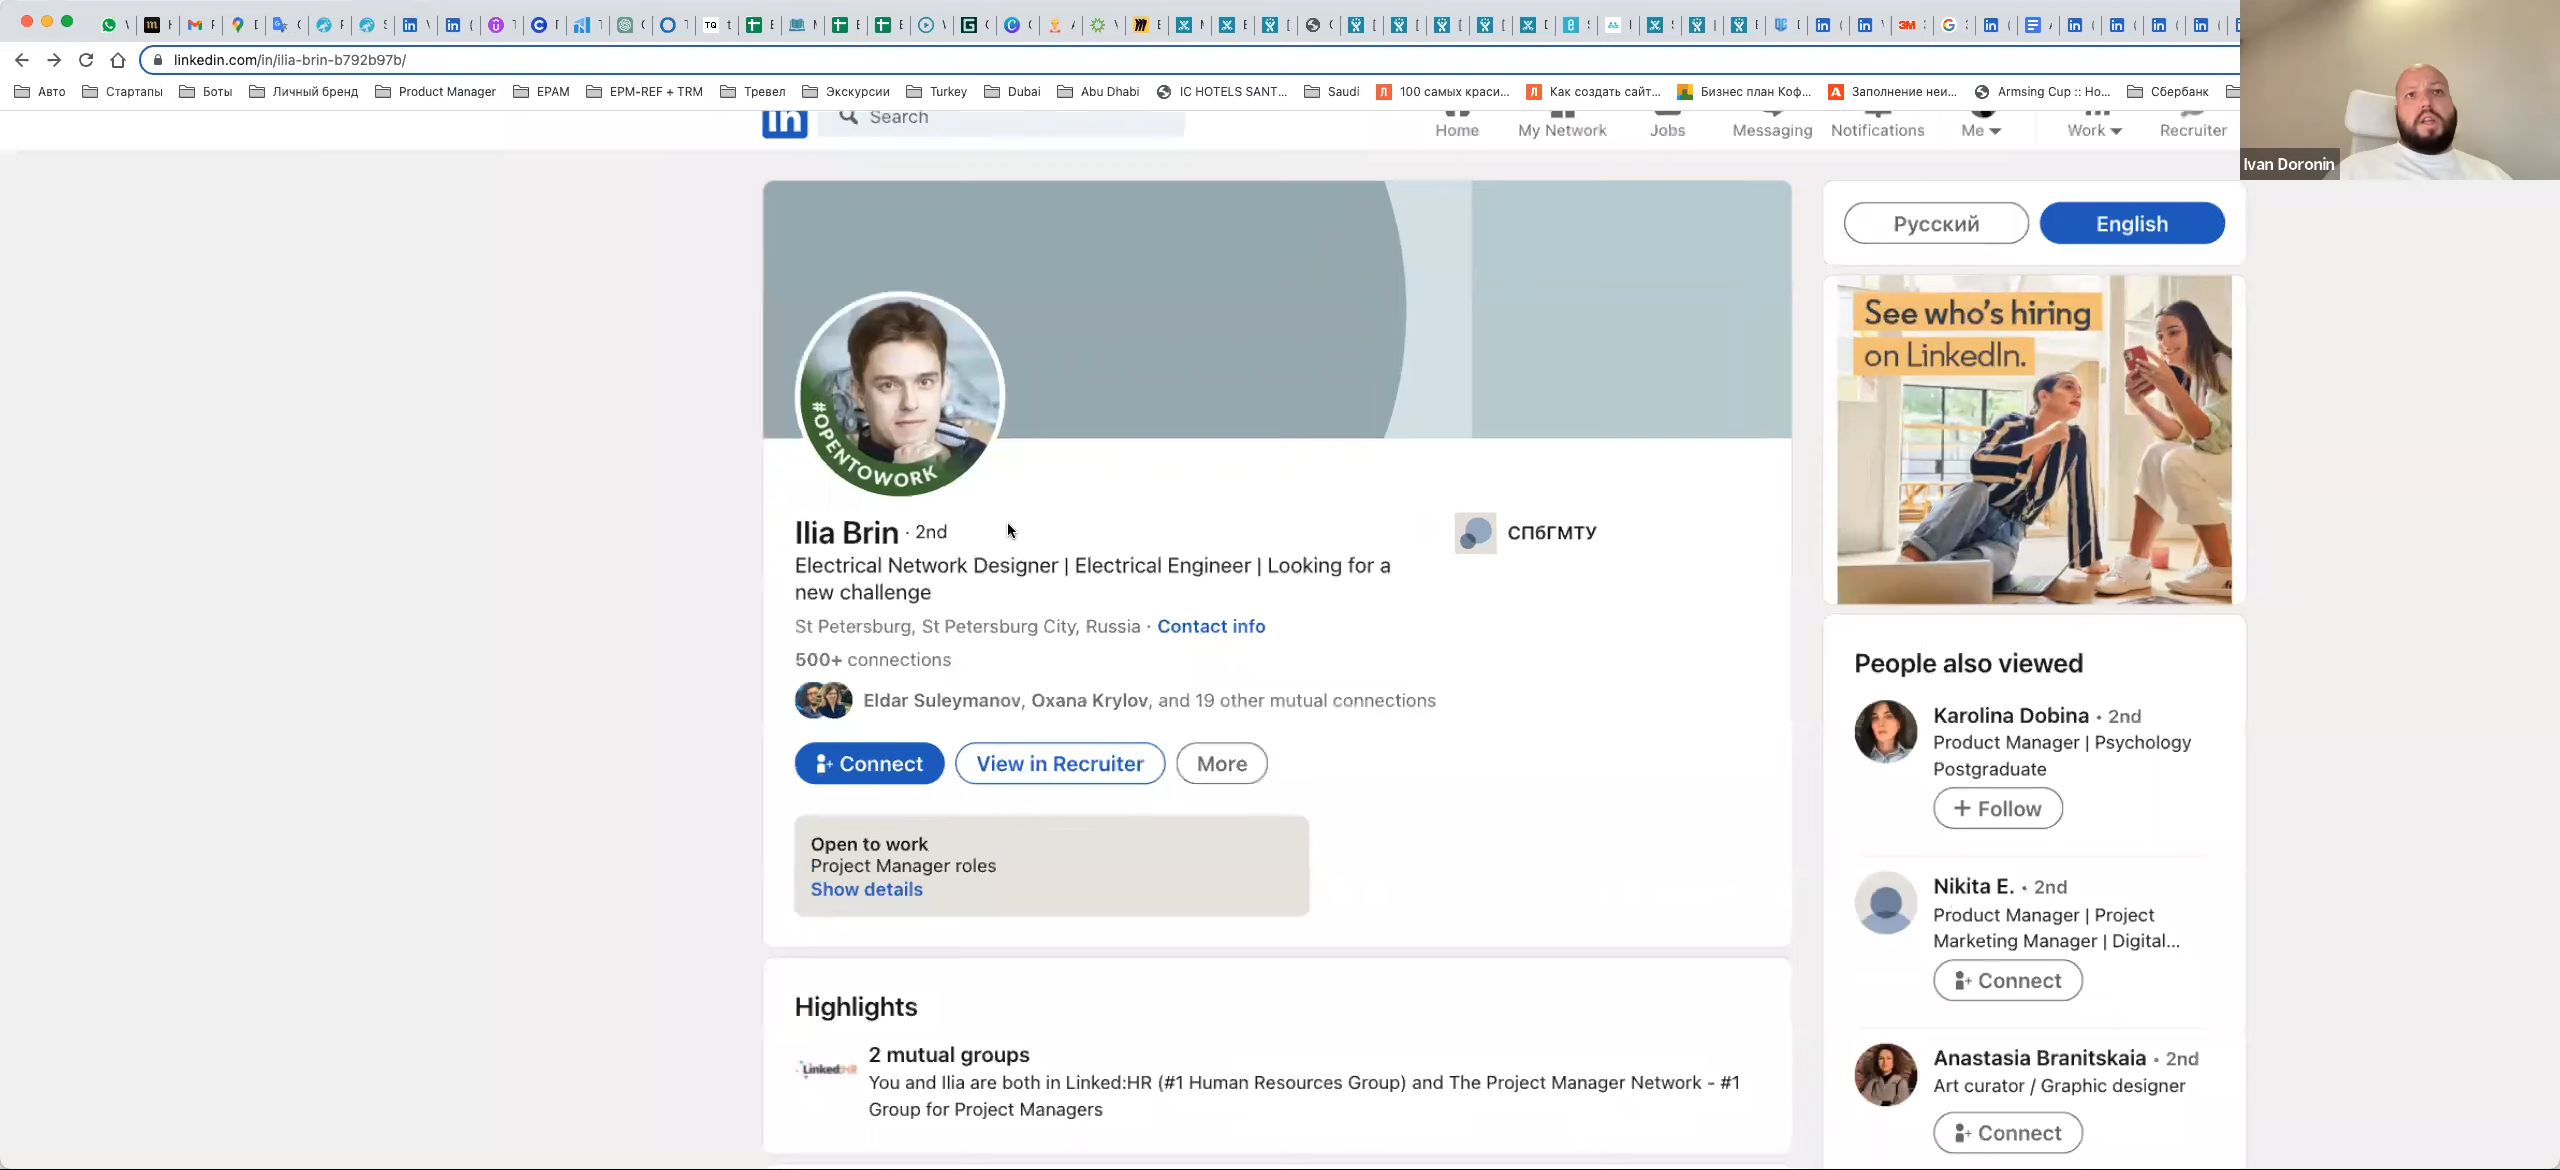 linkedin.com/in/ilia-brin-b792b97b/
Авто
Стартапы
Боты
Личный бренд
Product Manager
EPAM
EPM-REF + TRM
Тревел
Экскурсии
Turkey
Dubai
Abu Dhabi
IC HOTELS SANT...
Saudi
100 самых краси...
Как создать сайт...
Бизнес план Коф...
Заполнение неи...
Armsing Cup :: Ho...
Сбербанк
Ivan Doronin
in
Search
Home
My Network
Jobs
Messaging
Notifications
Me
Work
Recruiter
Русский
English
See who's hiring
on LinkedIn.
#OPENTOWORK
Ilia Brin · 2nd
СПбГМТУ
Electrical Network Designer | Electrical Engineer | Looking for a
new challenge
St Petersburg, St Petersburg City, Russia · Contact info
500+ connections
Eldar Suleymanov, Oxana Krylov, and 19 other mutual connections
Connect
View in Recruiter
More
Open to work
Project Manager roles
Show details
Highlights
Linked:HR
2 mutual groups
You and Ilia are both in Linked:HR (#1 Human Resources Group) and The Project Manager Network - #1
Group for Project Managers
People also viewed
Karolina Dobina • 2nd
Product Manager | Psychology
Postgraduate
+ Follow
Nikita E. • 2nd
Product Manager | Project
Marketing Manager | Digital...
Connect
Anastasia Branitskaia • 2nd
Art curator / Graphic designer
Connect